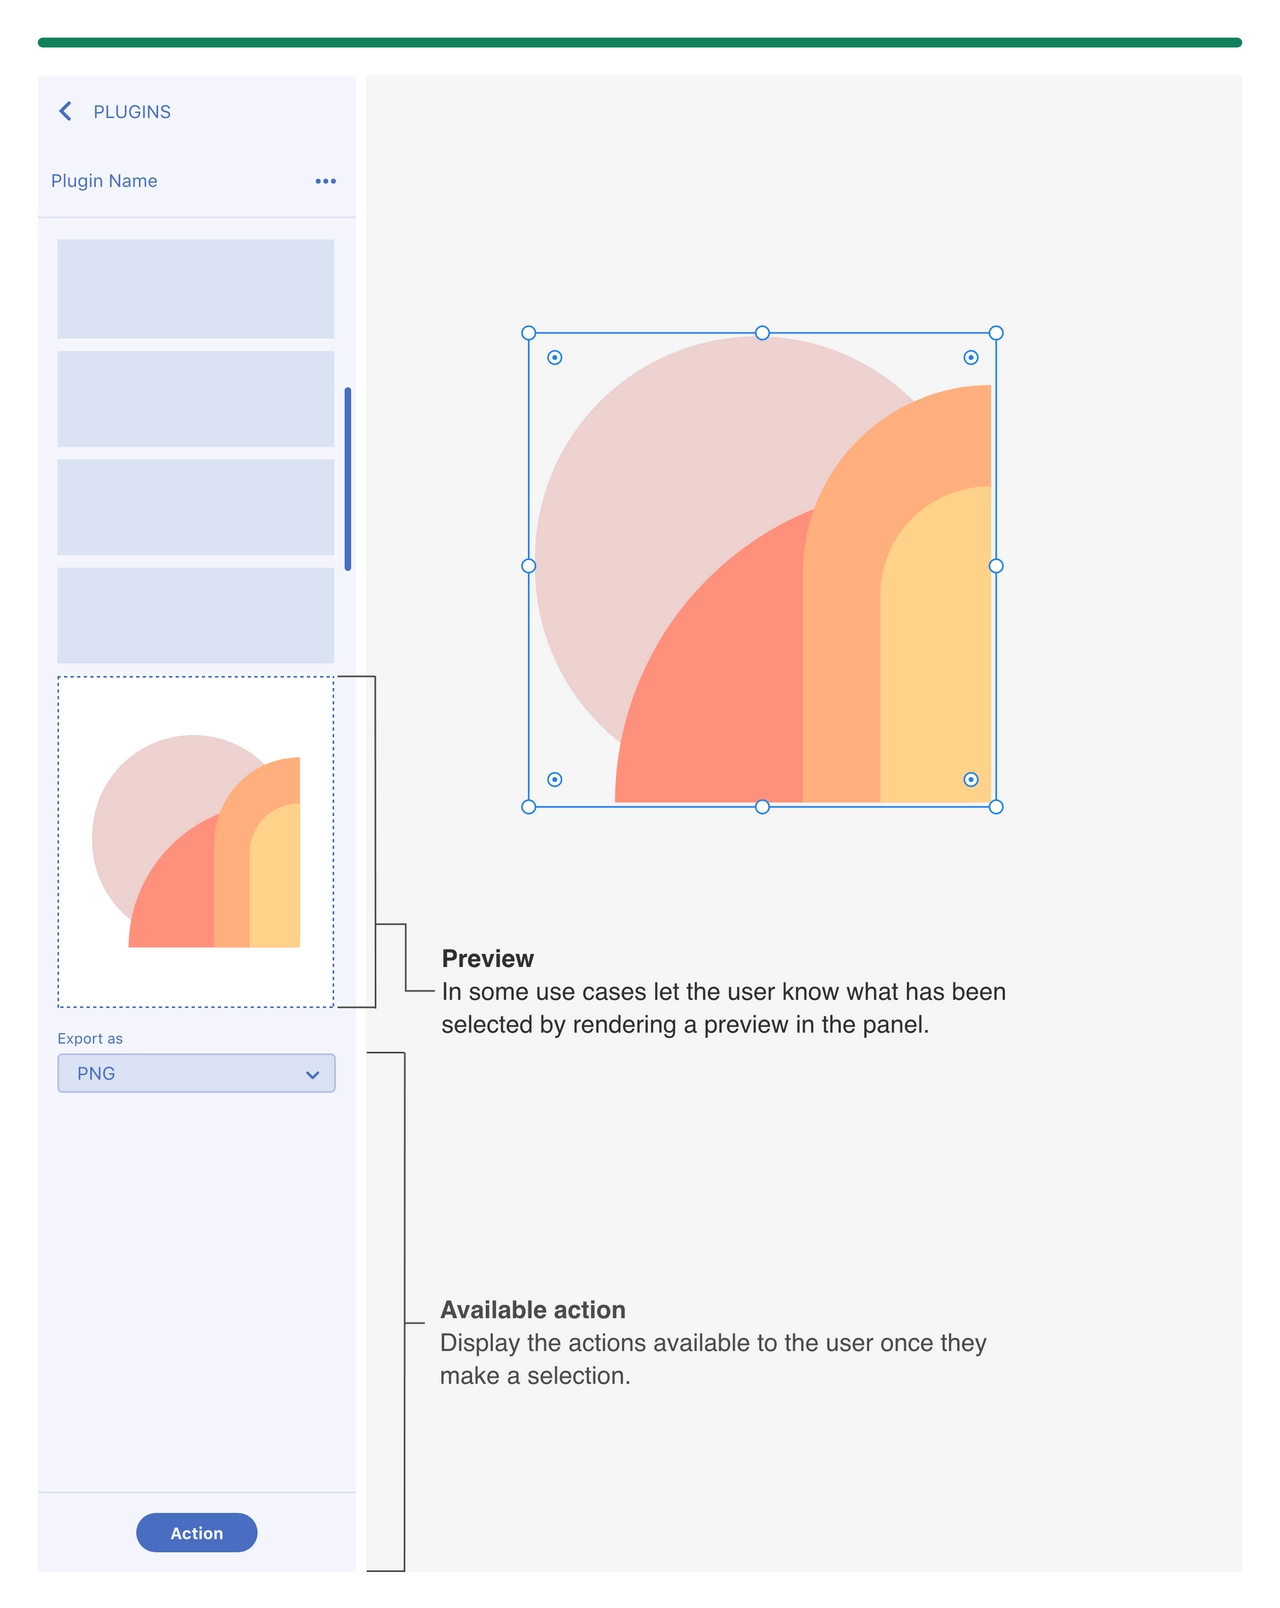 PLUGINS
Plugin Name
Preview
In some use cases let the user know what has been
selected by rendering a preview in the panel.
Export as
PNG
Available action
Display the actions available to the user once they
make a selection.
Action